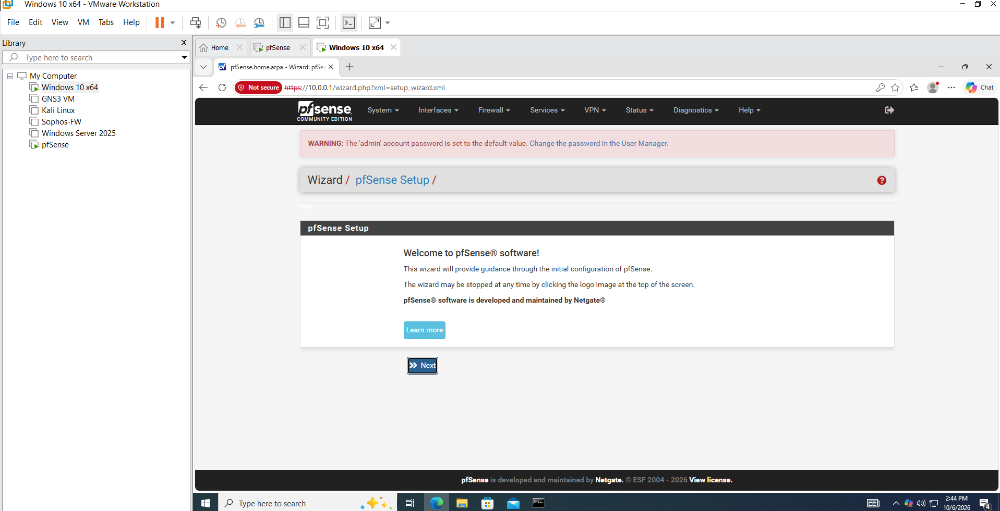 Windows 10 x64 - VMware Workstation
File Edit View VM Tabs Help
Library
Type here to search
My Computer
Windows 10 x64
GNS3 VM
Kali Linux
Sophos-FW
Windows Server 2025
pfSense
Home
pfSense
Windows 10 x64
pf pfSense.home.arpa - Wizard: pfSer
Not secure https://10.0.0.1/wizard.php?xml=setup_wizard.xml
Chat
pfsense
COMMUNITY EDITION
System Interfaces Firewall Services VPN Status Diagnostics Help
WARNING: The 'admin' account password is set to the default value. Change the password in the User Manager.
Wizard / pfSense Setup /
Step
pfSense Setup
Welcome to pfSense® software!
This wizard will provide guidance through the initial configuration of pfSense.
The wizard may be stopped at any time by clicking the logo image at the top of the screen.
pfSense® software is developed and maintained by Netgate®
Learn more
Next
pfSense is developed and maintained by Netgate. © ESF 2004 - 2026 View license.
Type here to search
2:44 PM
10/6/2026
4